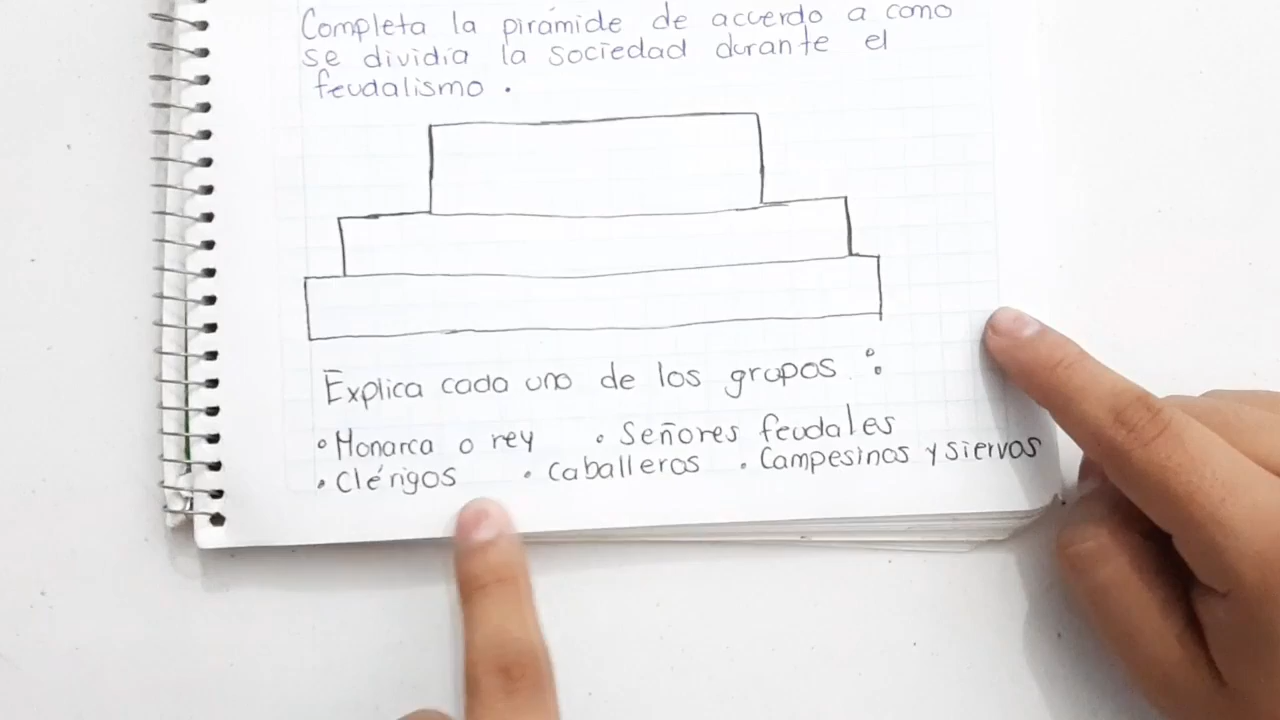 Completa la pirámide de acuerdo a como
se dividía la sociedad durante el
feudalismo.
Explica cada uno de los grupos:
• Monarca o rey • Señores feudales
• Clérigos • Caballeros • Campesinos y siervos